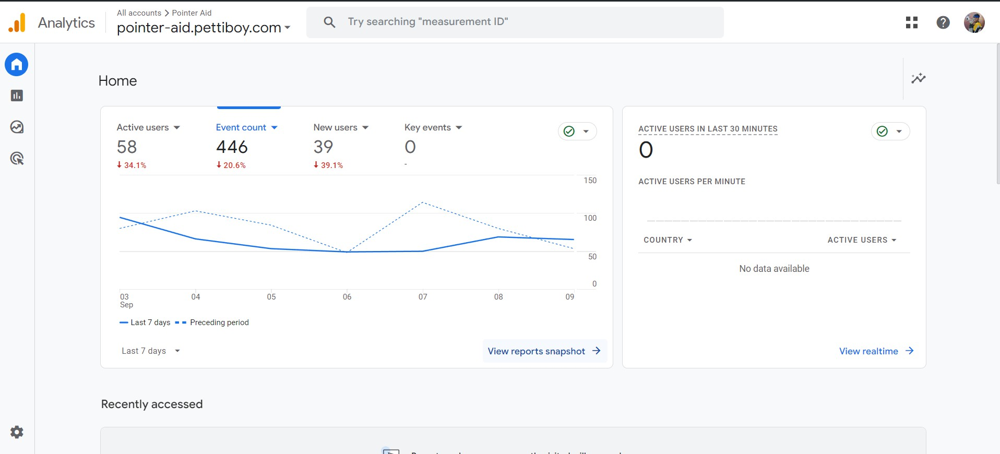 Analytics
All accounts > Pointer Aid
pointer-aid.pettiboy.com
Try searching "measurement ID"
Home
Active users
58
34.1%
Event count
446
20.6%
New users
39
39.1%
Key events
0
-
150
100
50
0
03
Sep
04
05
06
07
08
09
Last 7 days
Preceding period
Last 7 days
View reports snapshot
ACTIVE USERS IN LAST 30 MINUTES
0
ACTIVE USERS PER MINUTE
COUNTRY
ACTIVE USERS
No data available
View realtime
Recently accessed